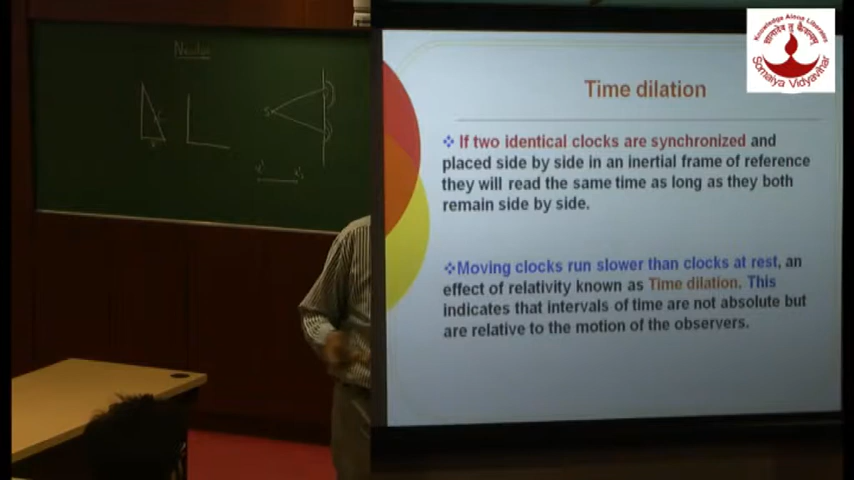 Knowledge Alone Liberates
Somaiya Vidyavihar
Time dilation
If two identical clocks are synchronized and
placed side by side in an inertial frame of reference
they will read the same time as long as they both
remain side by side.
Moving clocks run slower than clocks at rest, an
effect of relativity known as Time dilation. This
indicates that intervals of time are not absolute but
are relative to the motion of the observers.